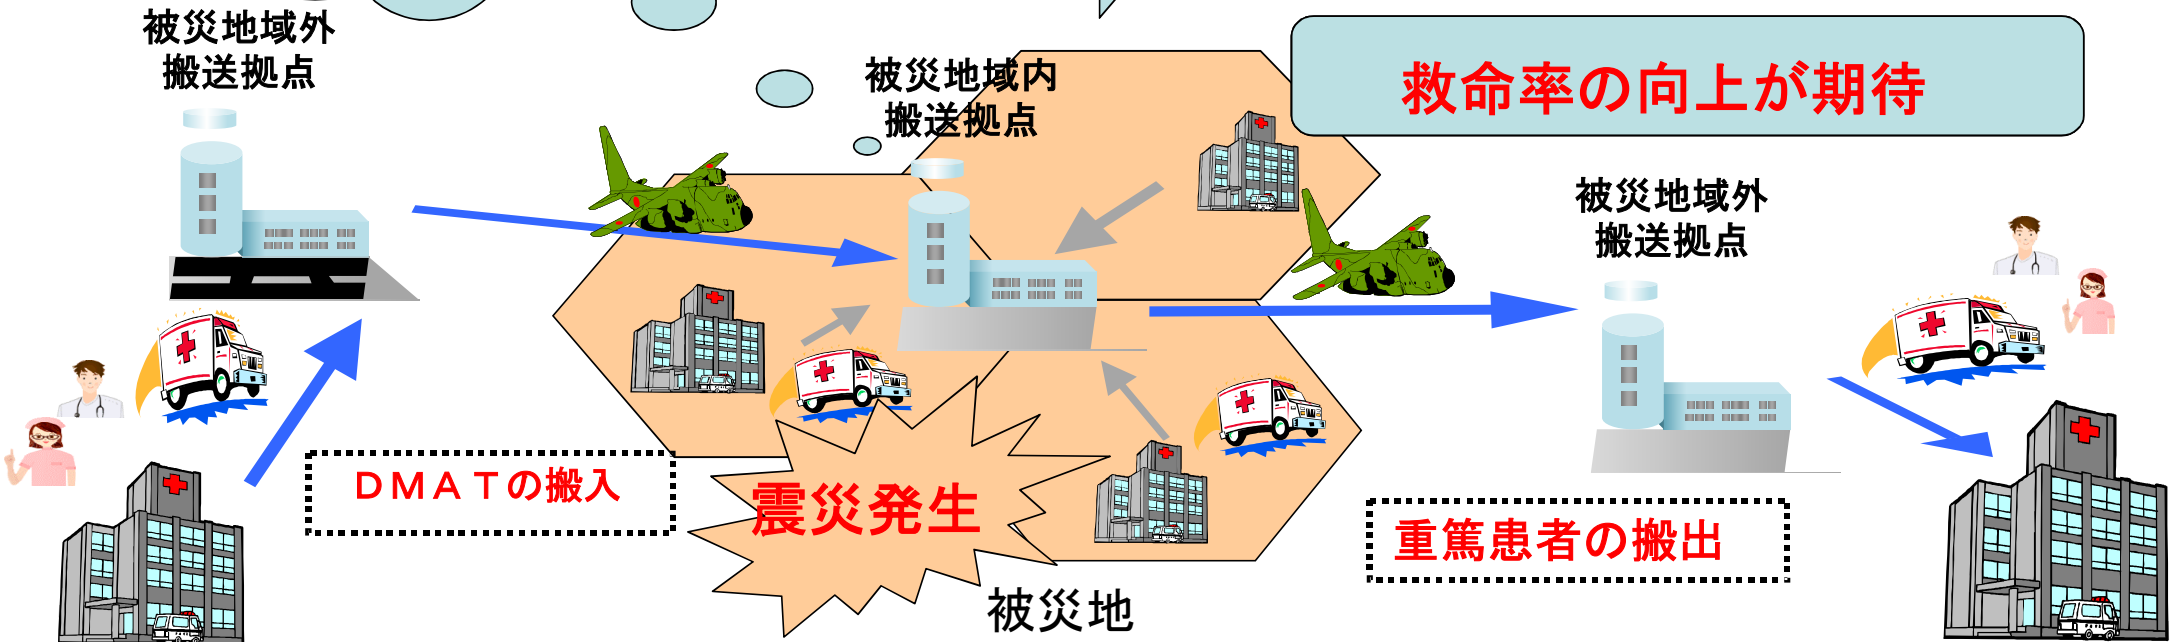 被災地域外
搬送拠点
被災地域内
搬送拠点
救命率の向上が期待
被災地域外
搬送拠点
ＤＭＡＴの搬入
震災発生
重篤患者の搬出
被災地